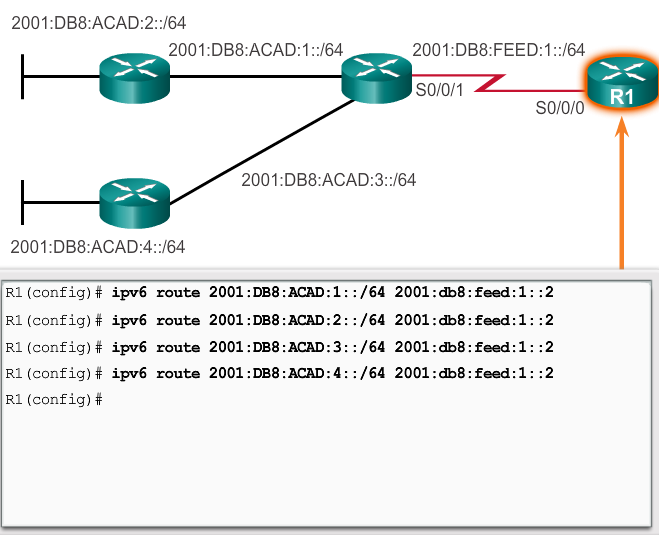 2001:DB8:ACAD:2::/64
2001:DB8:ACAD:1::/64
2001:DB8:FEED:1::/64
S0/0/1
R1
S0/0/0
2001:DB8:ACAD:3::/64
2001:DB8:ACAD:4::/64
R1(config)# ipv6 route 2001:DB8:ACAD:1::/64 2001:db8:feed:1::2
R1(config)# ipv6 route 2001:DB8:ACAD:2::/64 2001:db8:feed:1::2
R1(config)# ipv6 route 2001:DB8:ACAD:3::/64 2001:db8:feed:1::2
R1(config)# ipv6 route 2001:DB8:ACAD:4::/64 2001:db8:feed:1::2
R1(config)#